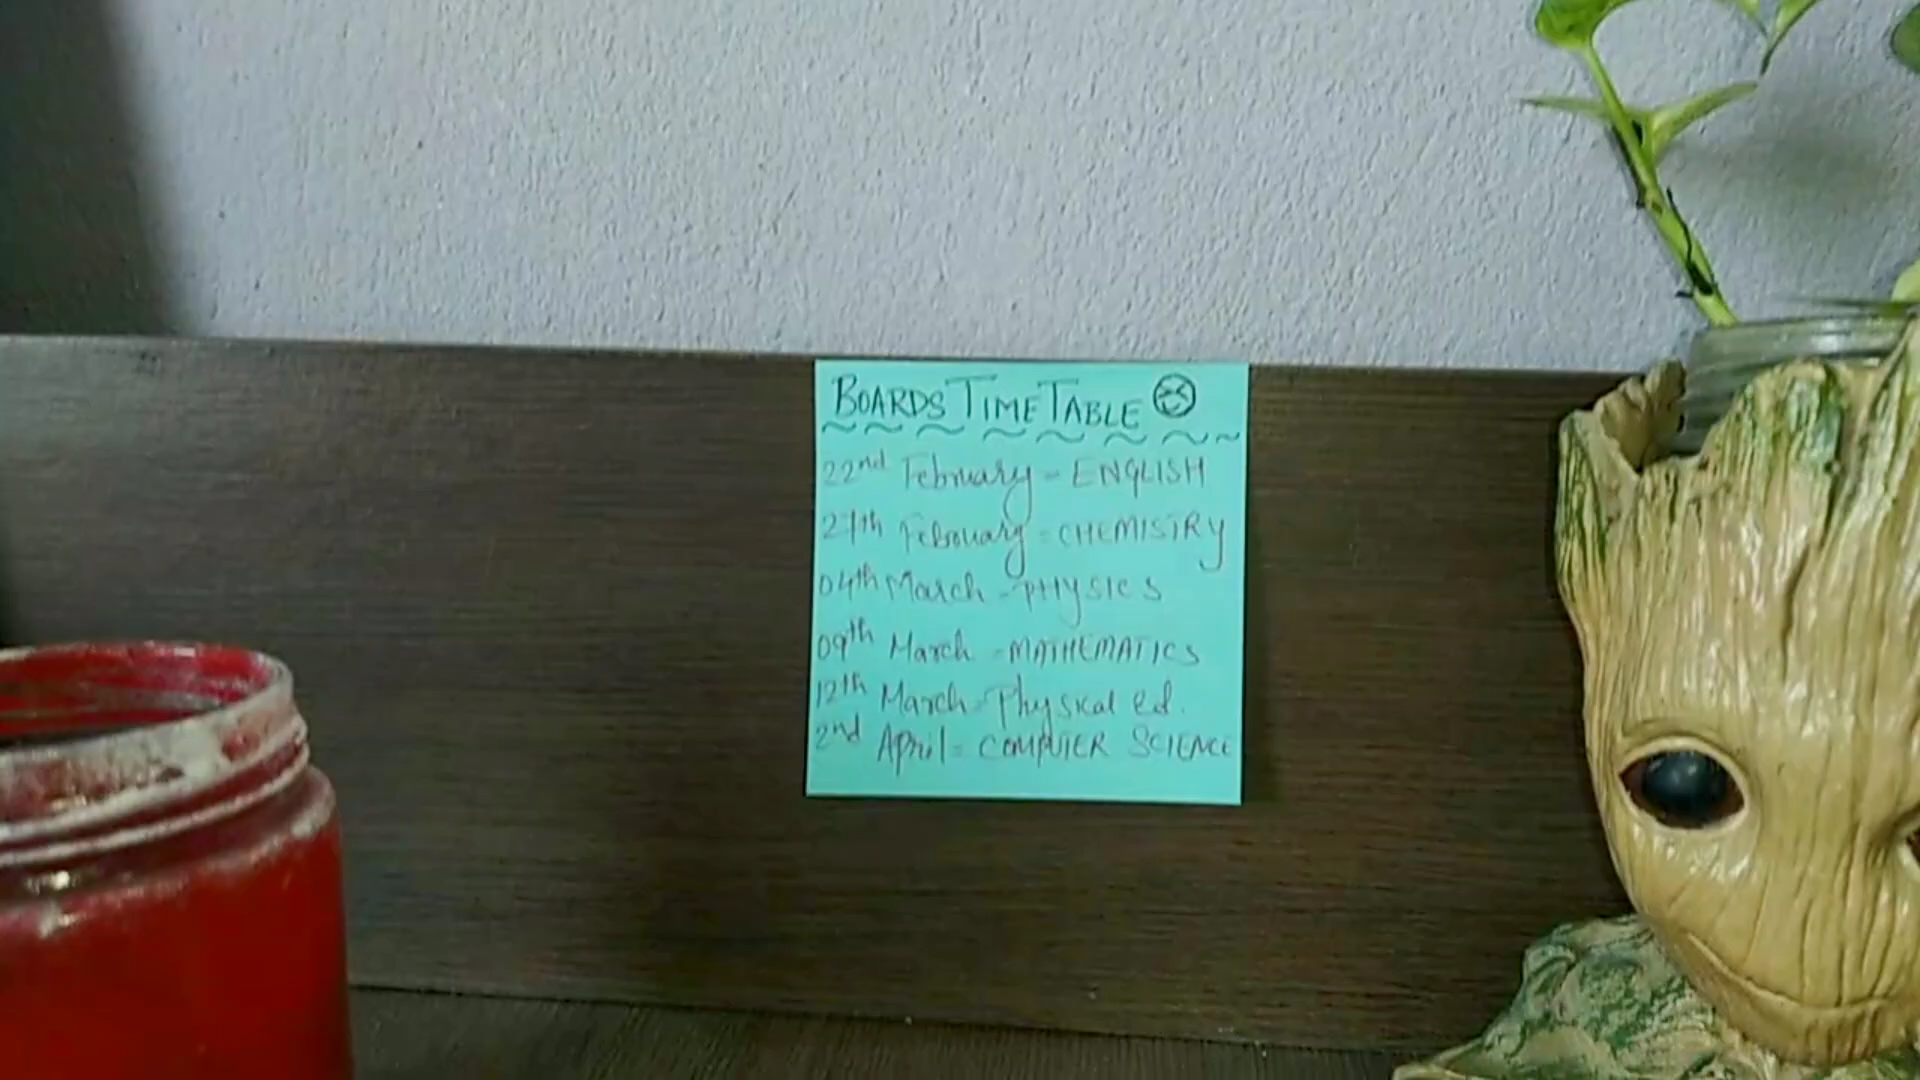 BOARDS TIME TABLE
22nd February - ENGLISH
27th February - CHEMISTRY
04th March - PHYSICS
09th March - MATHEMATICS
12th March - Physical Ed.
2nd April - COMPUTER SCIENCE